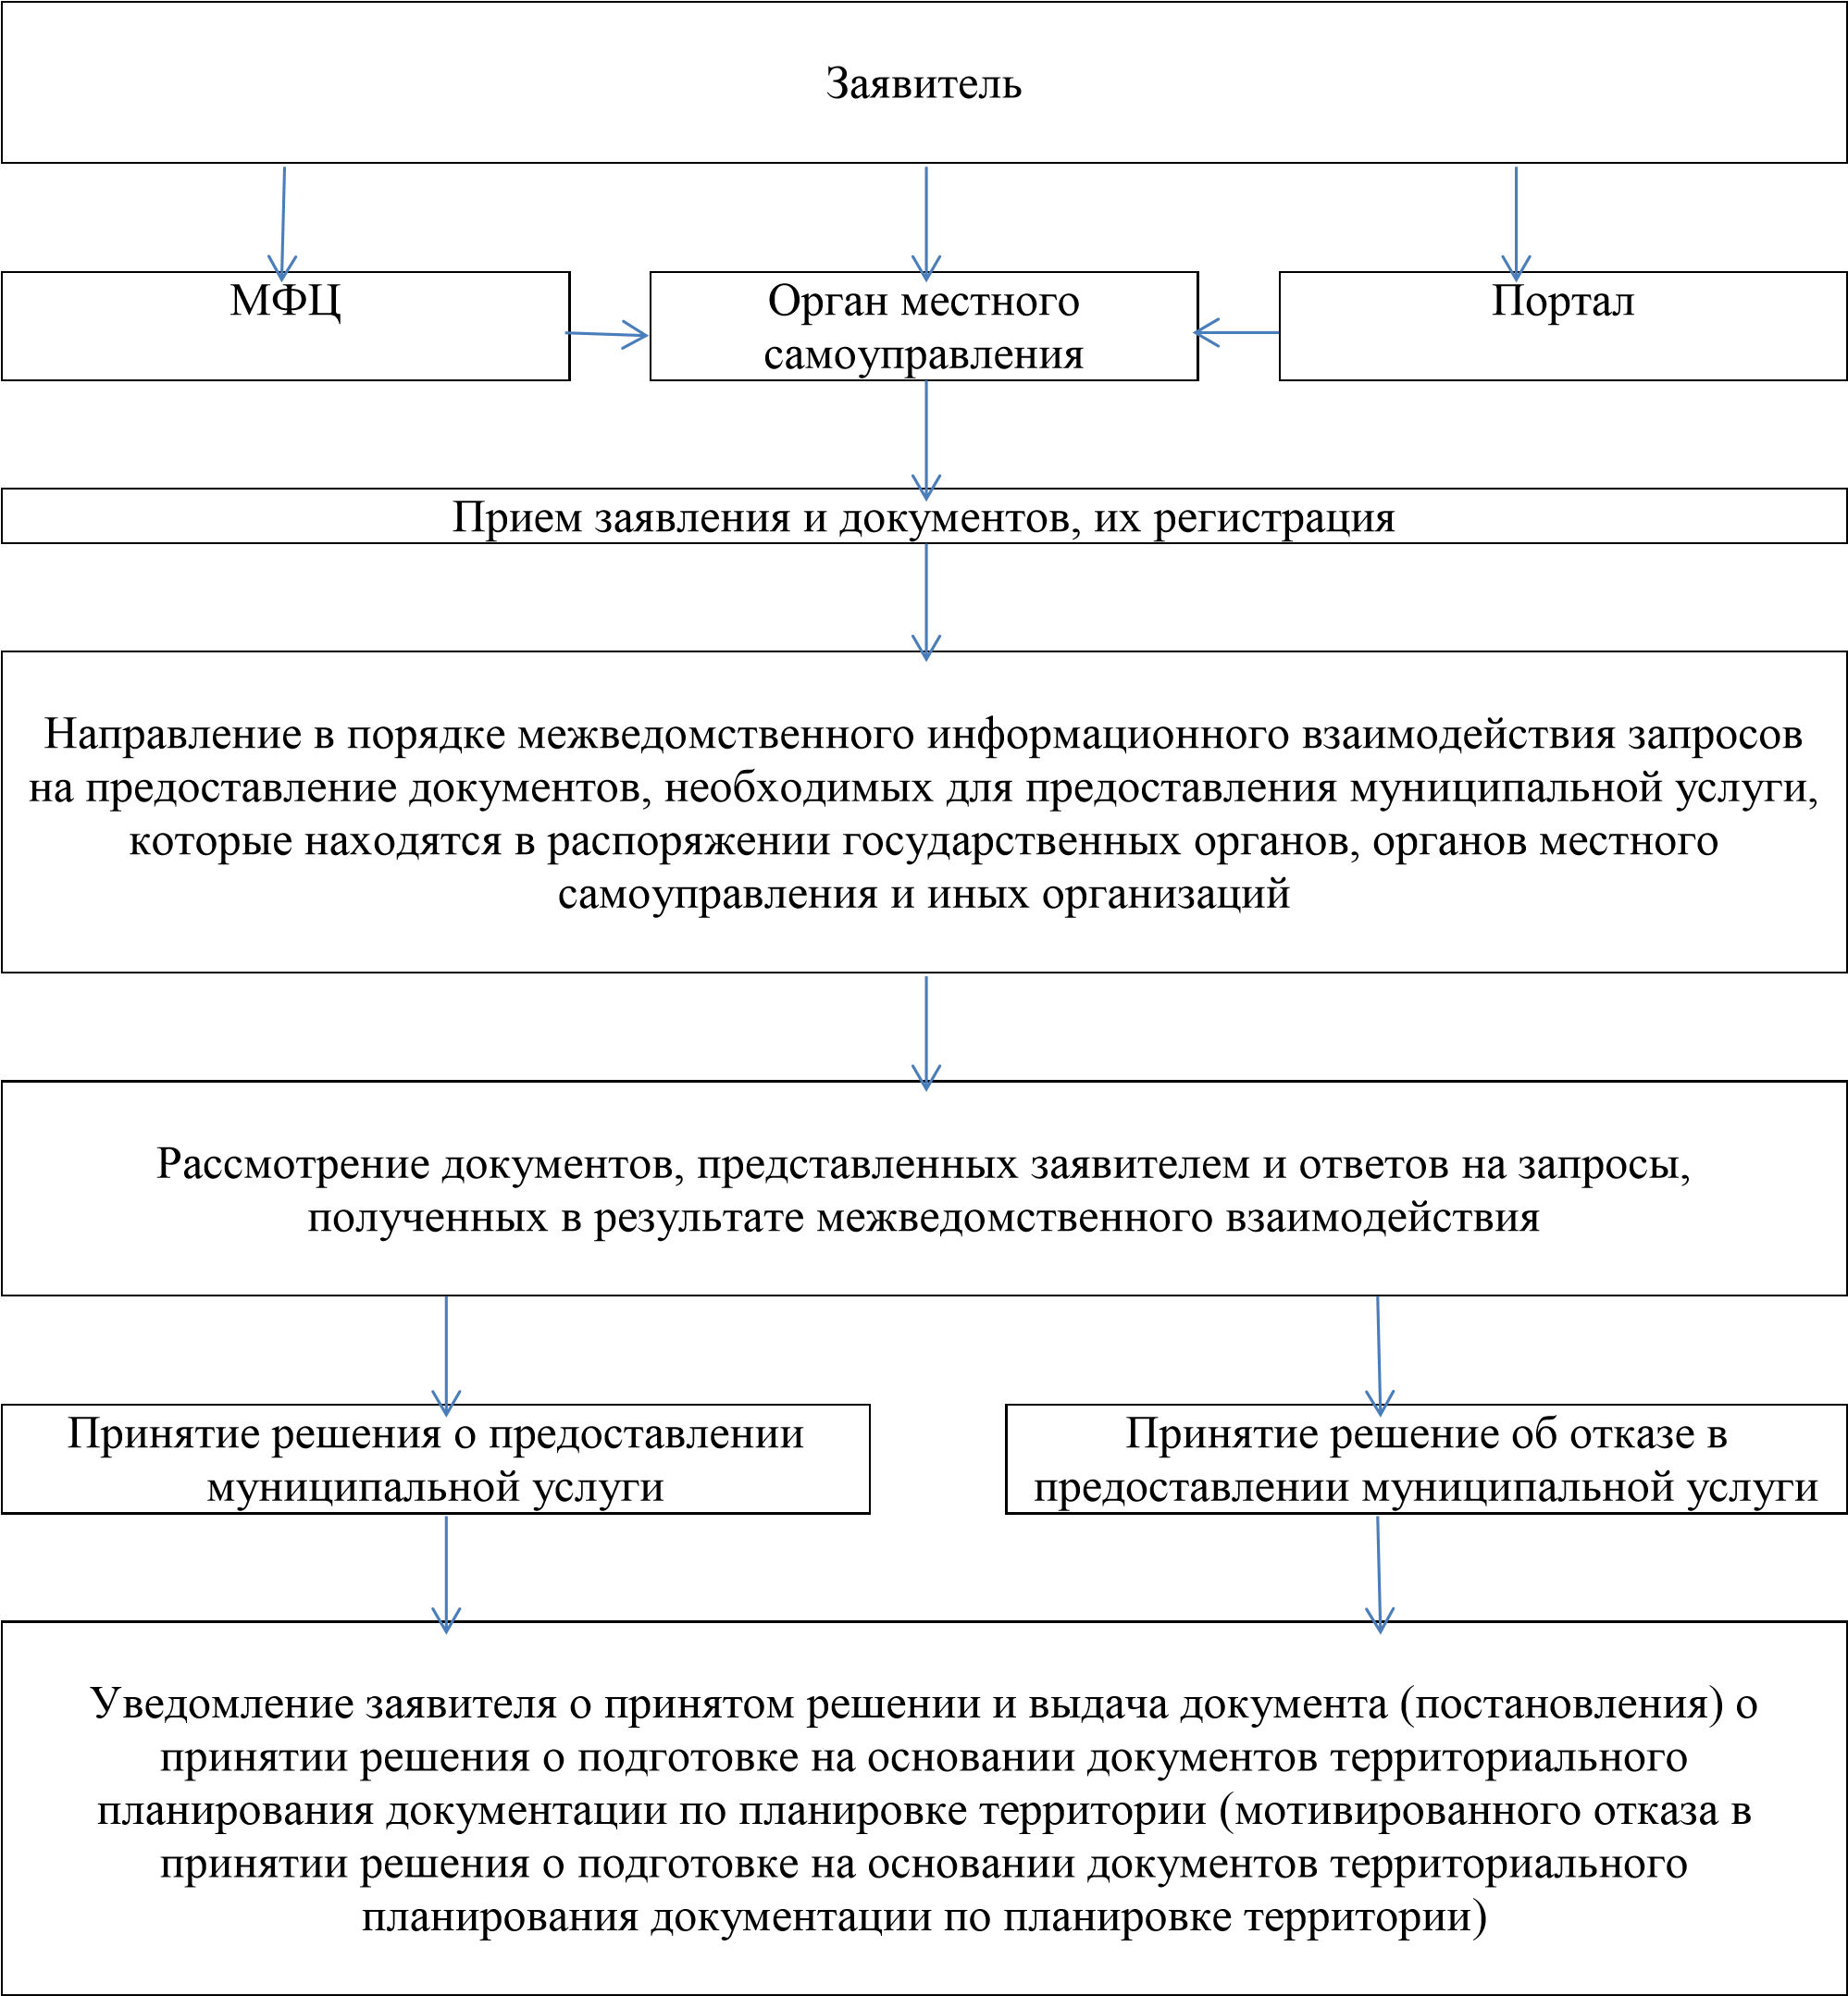 Заявитель
МФЦ
Орган местного
самоуправления
Портал
Прием заявления и документов, их регистрация
Направление в порядке межведомственного информационного взаимодействия запросов
на предоставление документов, необходимых для предоставления муниципальной услуги,
которые находятся в распоряжении государственных органов, органов местного
самоуправления и иных организаций
Рассмотрение документов, представленных заявителем и ответов на запросы,
полученных в результате межведомственного взаимодействия
Принятие решения о предоставлении
муниципальной услуги
Принятие решение об отказе в
предоставлении муниципальной услуги
Уведомление заявителя о принятом решении и выдача документа (постановления) о
принятии решения о подготовке на основании документов территориального
планирования документации по планировке территории (мотивированного отказа в
принятии решения о подготовке на основании документов территориального
планирования документации по планировке территории)